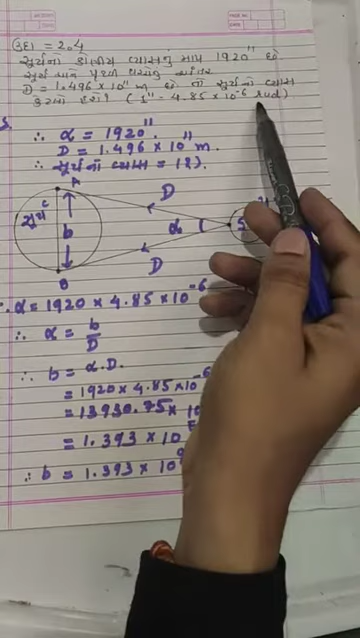 ઉદા = 2.4
સૂર્યના કોણીય વ્યાસનું માપ 1920" છે
સૂર્ય અને પૃથ્વી વચ્ચેનું અંતર
D = 1.496 × 10" m છે તો સૂર્યનો વ્યાસ
કેટલો હશે? (1" = 4.85 × 10⁻⁶ rad)
∴ α = 1920".
D = 1.496 × 10" m.
∴ સૂર્યનો વ્યાસ = (?).
A
D
સૂર્ય
C
b
α
S
D
B
∴ α = 1920 × 4.85 × 10⁻⁶
∴ α = b/D
∴ b = α.D.
= 1920 × 4.85 × 10⁻⁶
= 13930.75 × 10
= 1.393 × 10
∴ b = 1.393 × 10⁹